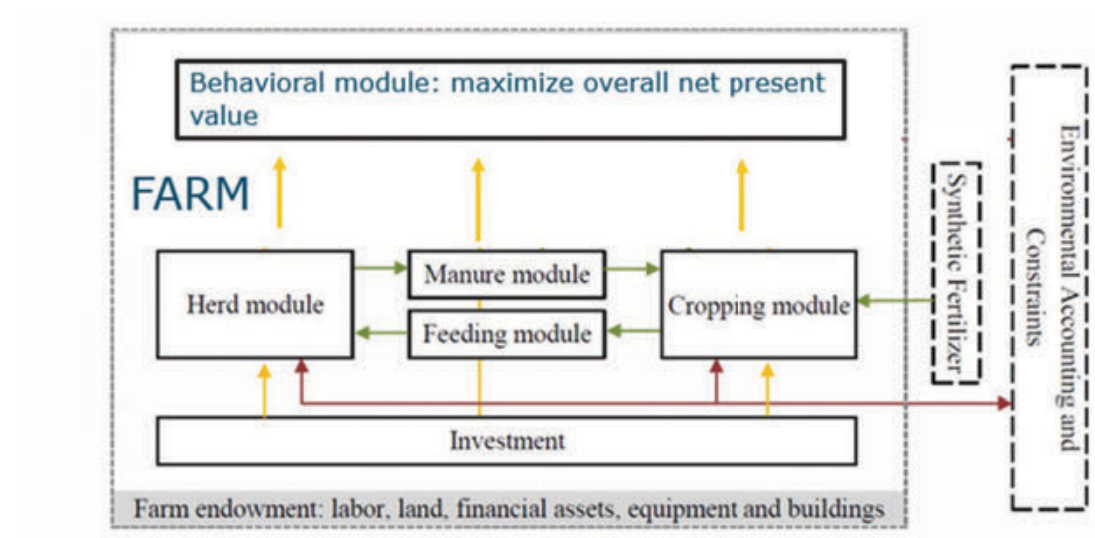 Behavioral module: maximize overall net present
value
FARM
Herd module
Manure module
Feeding module
Cropping module
Synthetic Fertilizer
Environmental Accounting and
Constraints
Investment
Farm endowment: labor, land, financial assets, equipment and buildings